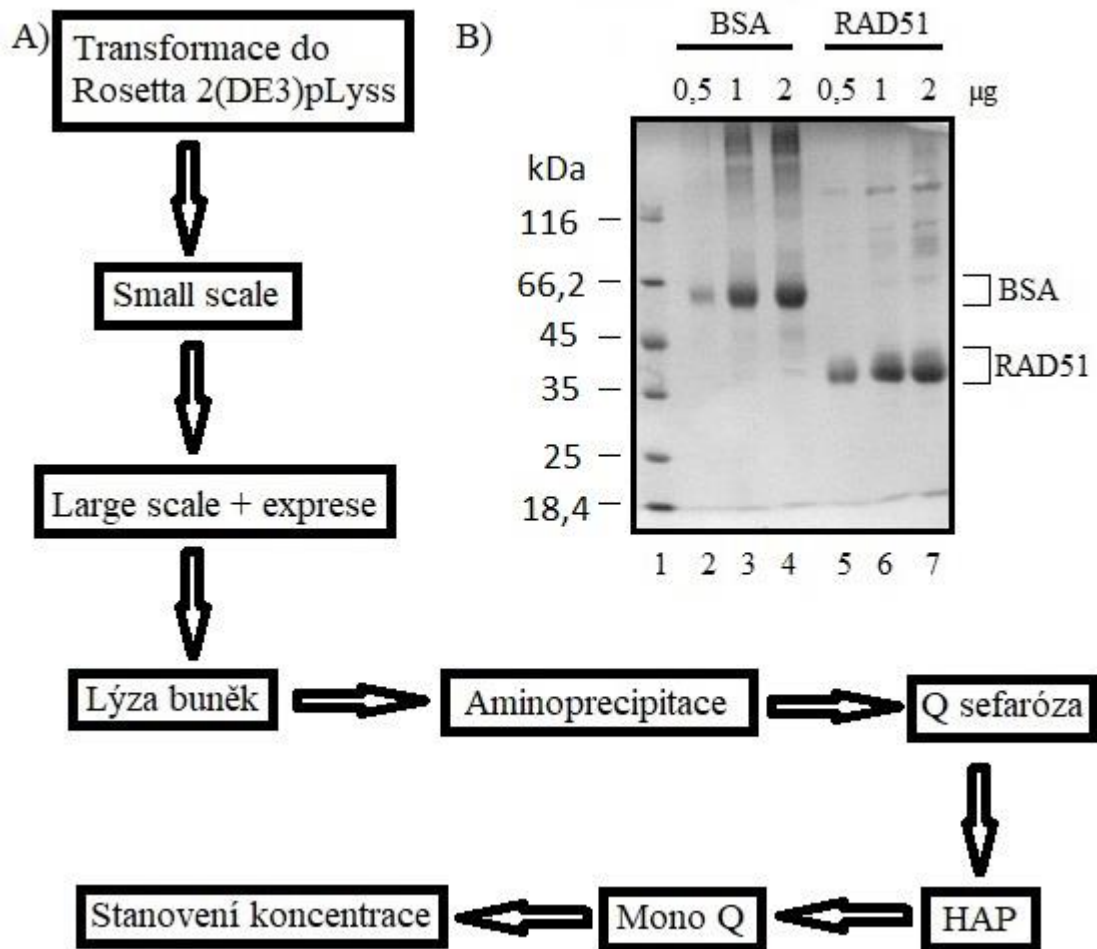 A)
Transformace do
Rosetta 2(DE3)pLyss
Small scale
Large scale + exprese
Lýza buněk
Aminoprecipitace
Q sefaróza
HAP
Mono Q
Stanovení koncentrace
B)
BSA RAD51
0,5 1 2 0,5 1 2 µg
kDa
116
66,2
45
35
25
18,4
BSA
RAD51
1 2 3 4 5 6 7